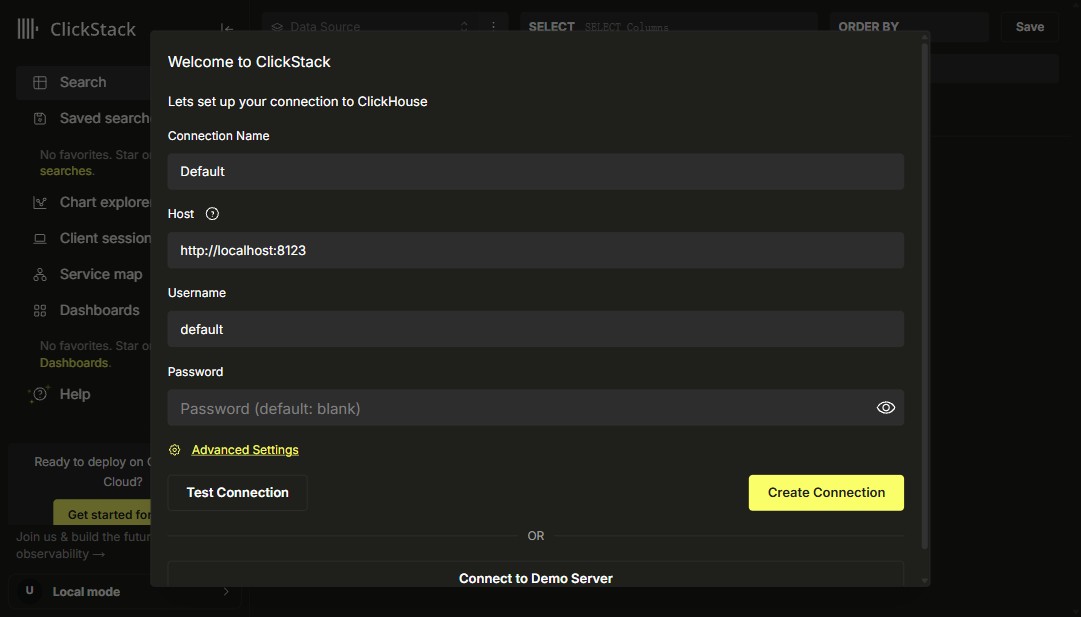 ClickStack
Data Source
SELECT SELECT Columns
ORDER BY
Save
Search
Saved search
No favorites. Star o
searches.
Chart explore
Client session
Service map
Dashboards
No favorites. Star o
Dashboards.
Help
Ready to deploy on
Cloud?
Get started for
Join us & build the futur
observability →
U Local mode
Welcome to ClickStack
Lets set up your connection to ClickHouse
Connection Name
Default
Host
http://localhost:8123
Username
default
Password
Password (default: blank)
Advanced Settings
Test Connection
Create Connection
OR
Connect to Demo Server